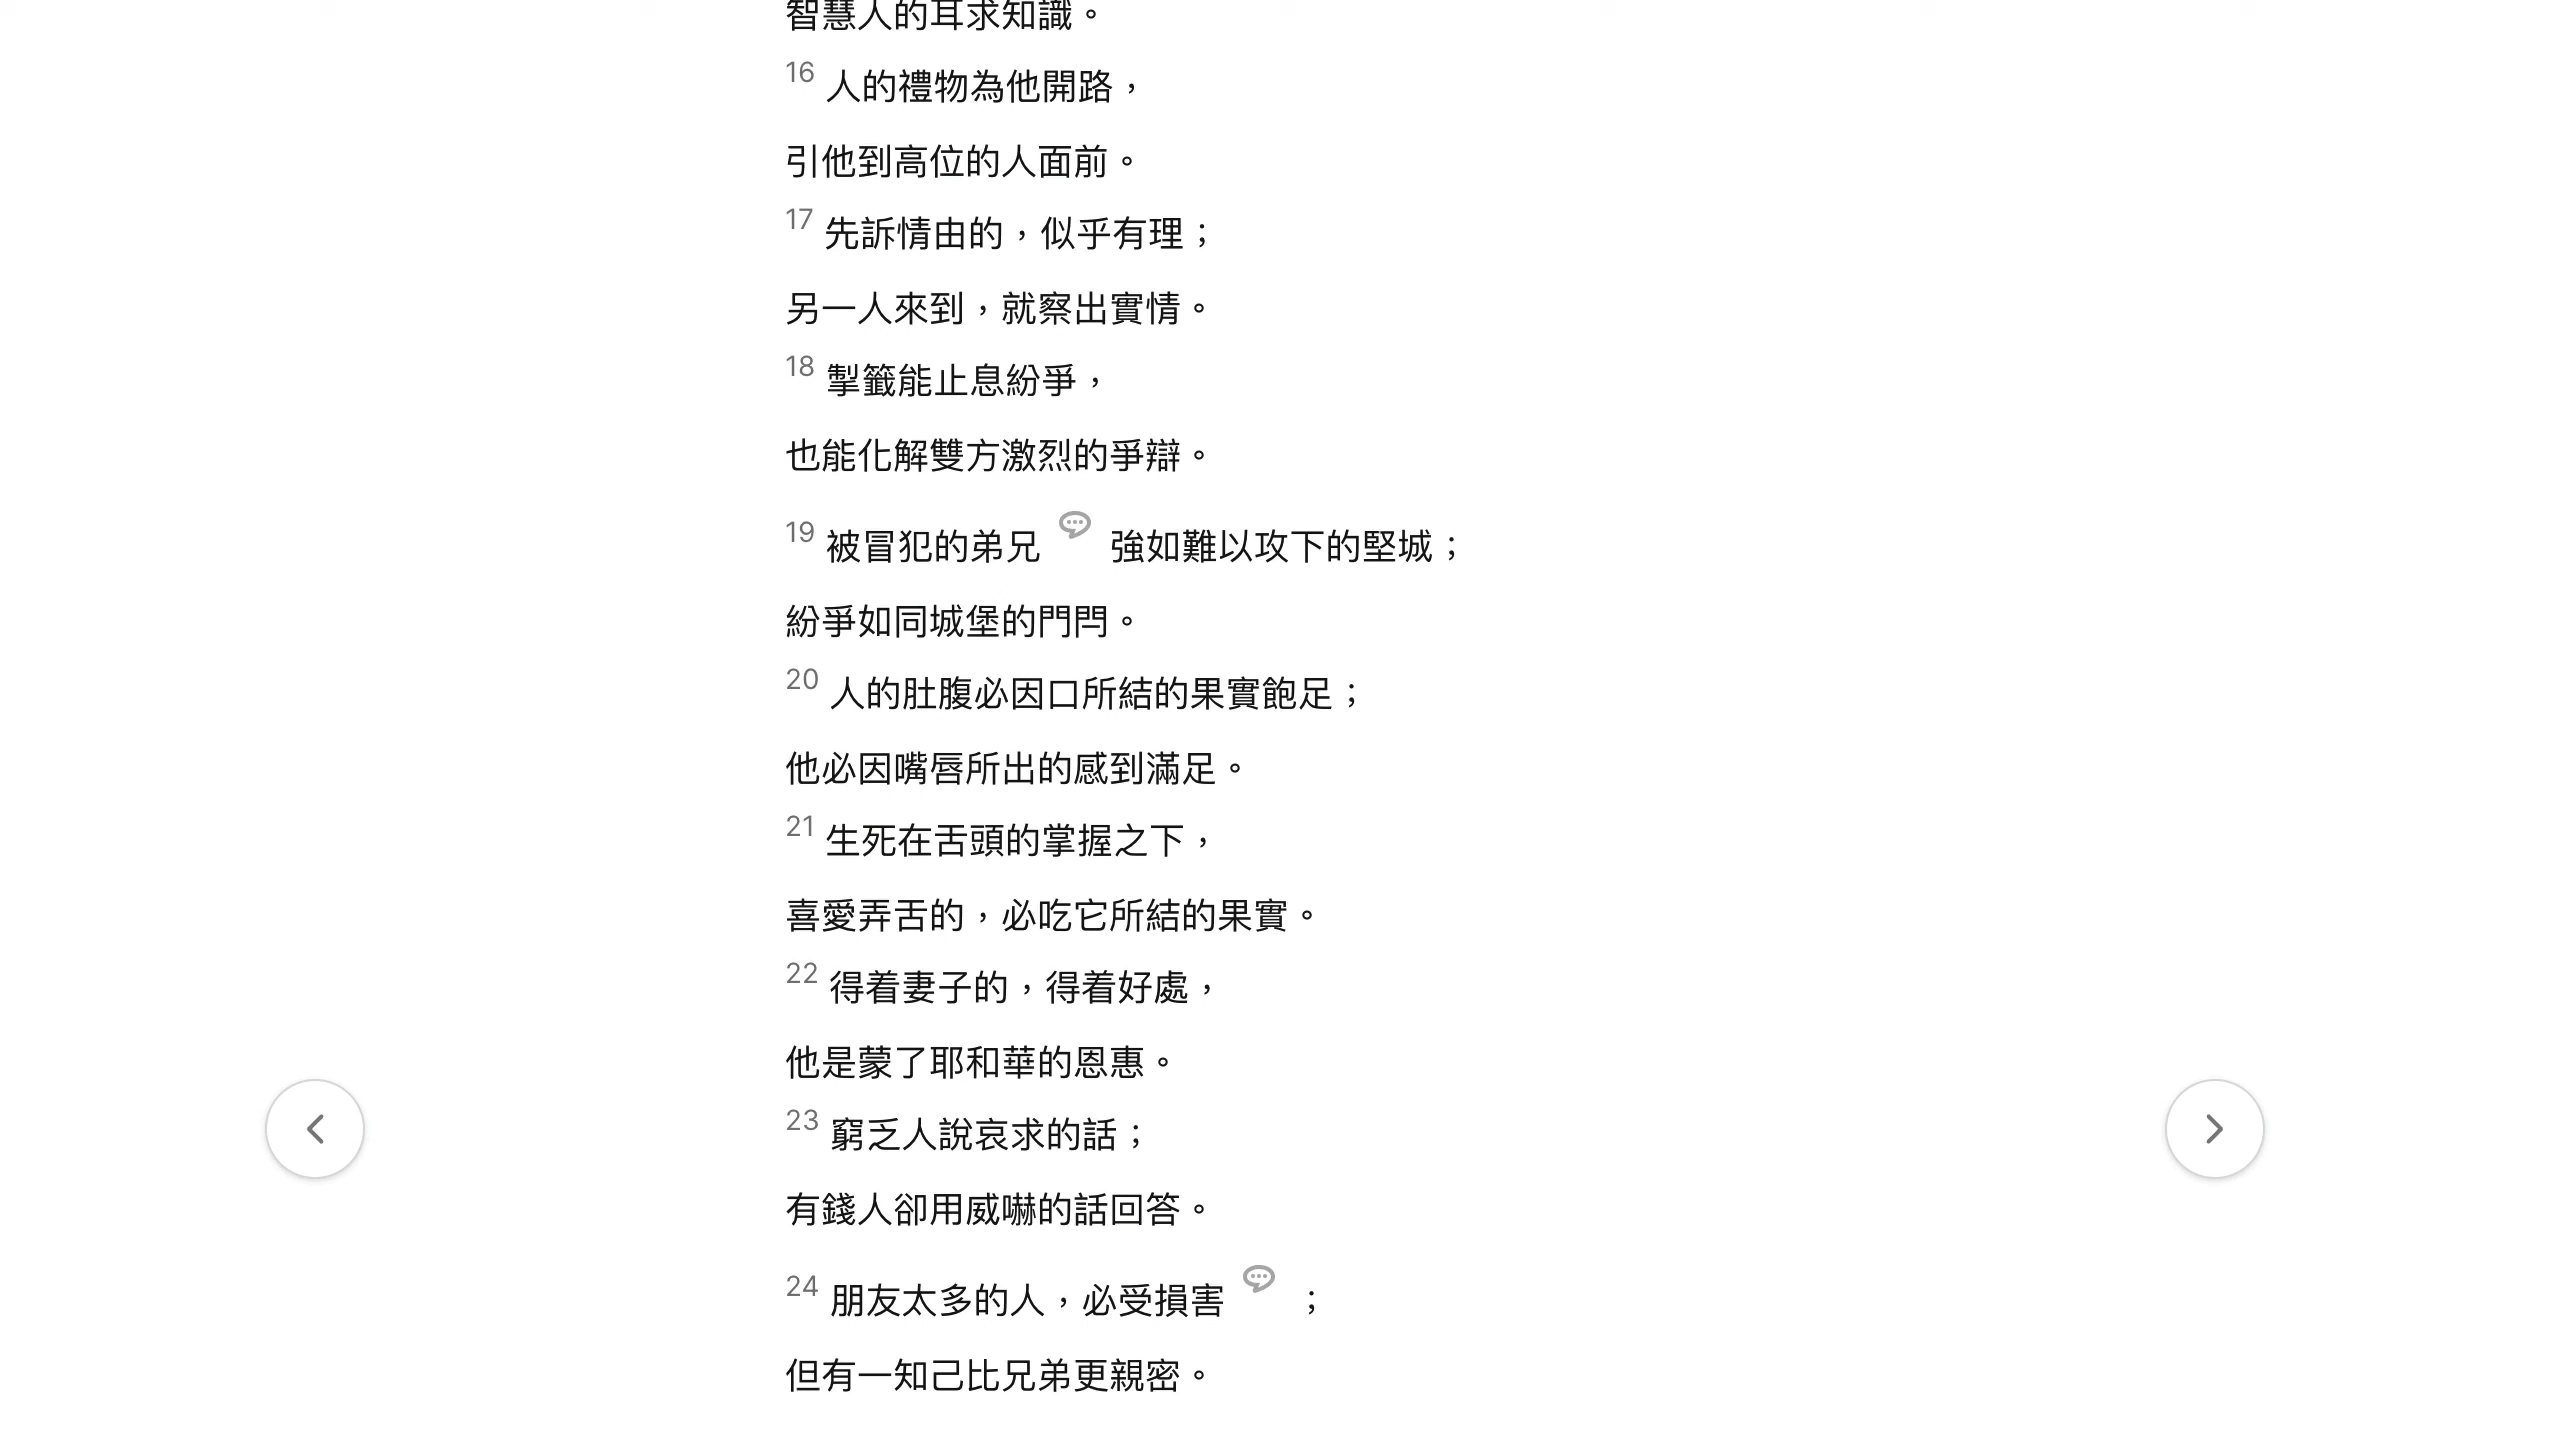 智慧人的耳求知識。
16 人的禮物為他開路，
引他到高位的人面前。
17 先訴情由的，似乎有理；
另一人來到，就察出實情。
18 掣籤能止息紛爭，
也能化解雙方激烈的爭辯。
19 被冒犯的弟兄 強如難以攻下的堅城；
紛爭如同城堡的門閂。
20 人的肚腹必因口所結的果實飽足；
他必因嘴唇所出的感到滿足。
21 生死在舌頭的掌握之下，
喜愛弄舌的，必吃它所結的果實。
22 得着妻子的，得着好處，
他是蒙了耶和華的恩惠。
23 窮乏人說哀求的話；
有錢人卻用威嚇的話回答。
24 朋友太多的人，必受損害 ；
但有一知己比兄弟更親密。